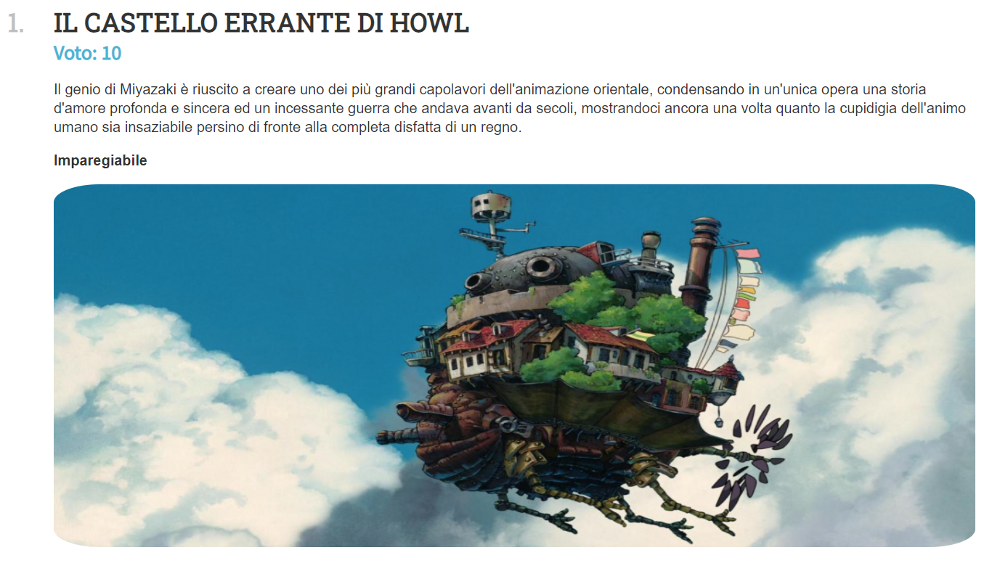 1. IL CASTELLO ERRANTE DI HOWL
Voto: 10
Il genio di Miyazaki è riuscito a creare uno dei più grandi capolavori dell'animazione orientale, condensando in un'unica opera una storia
d'amore profonda e sincera ed un incessante guerra che andava avanti da secoli, mostrandoci ancora una volta quanto la cupidigia dell'animo
umano sia insaziabile persino di fronte alla completa disfatta di un regno.
Imparegiabile